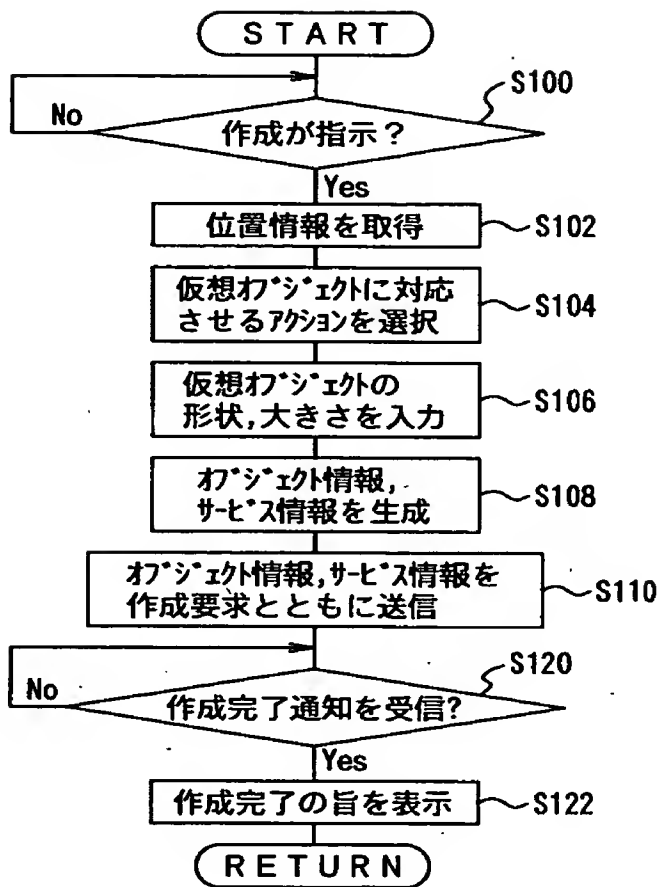 START
S100
No
作成が指示?
Yes
位置情報を取得
S102
仮想オブジェクトに対応
させるアクションを選択
S104
仮想オブジェクトの
形状,大きさを入力
S106
オブジェクト情報,
サービス情報を生成
S108
オブジェクト情報,サービス情報を
作成要求とともに送信
S110
S120
No
作成完了通知を受信?
Yes
作成完了の旨を表示
S122
RETURN